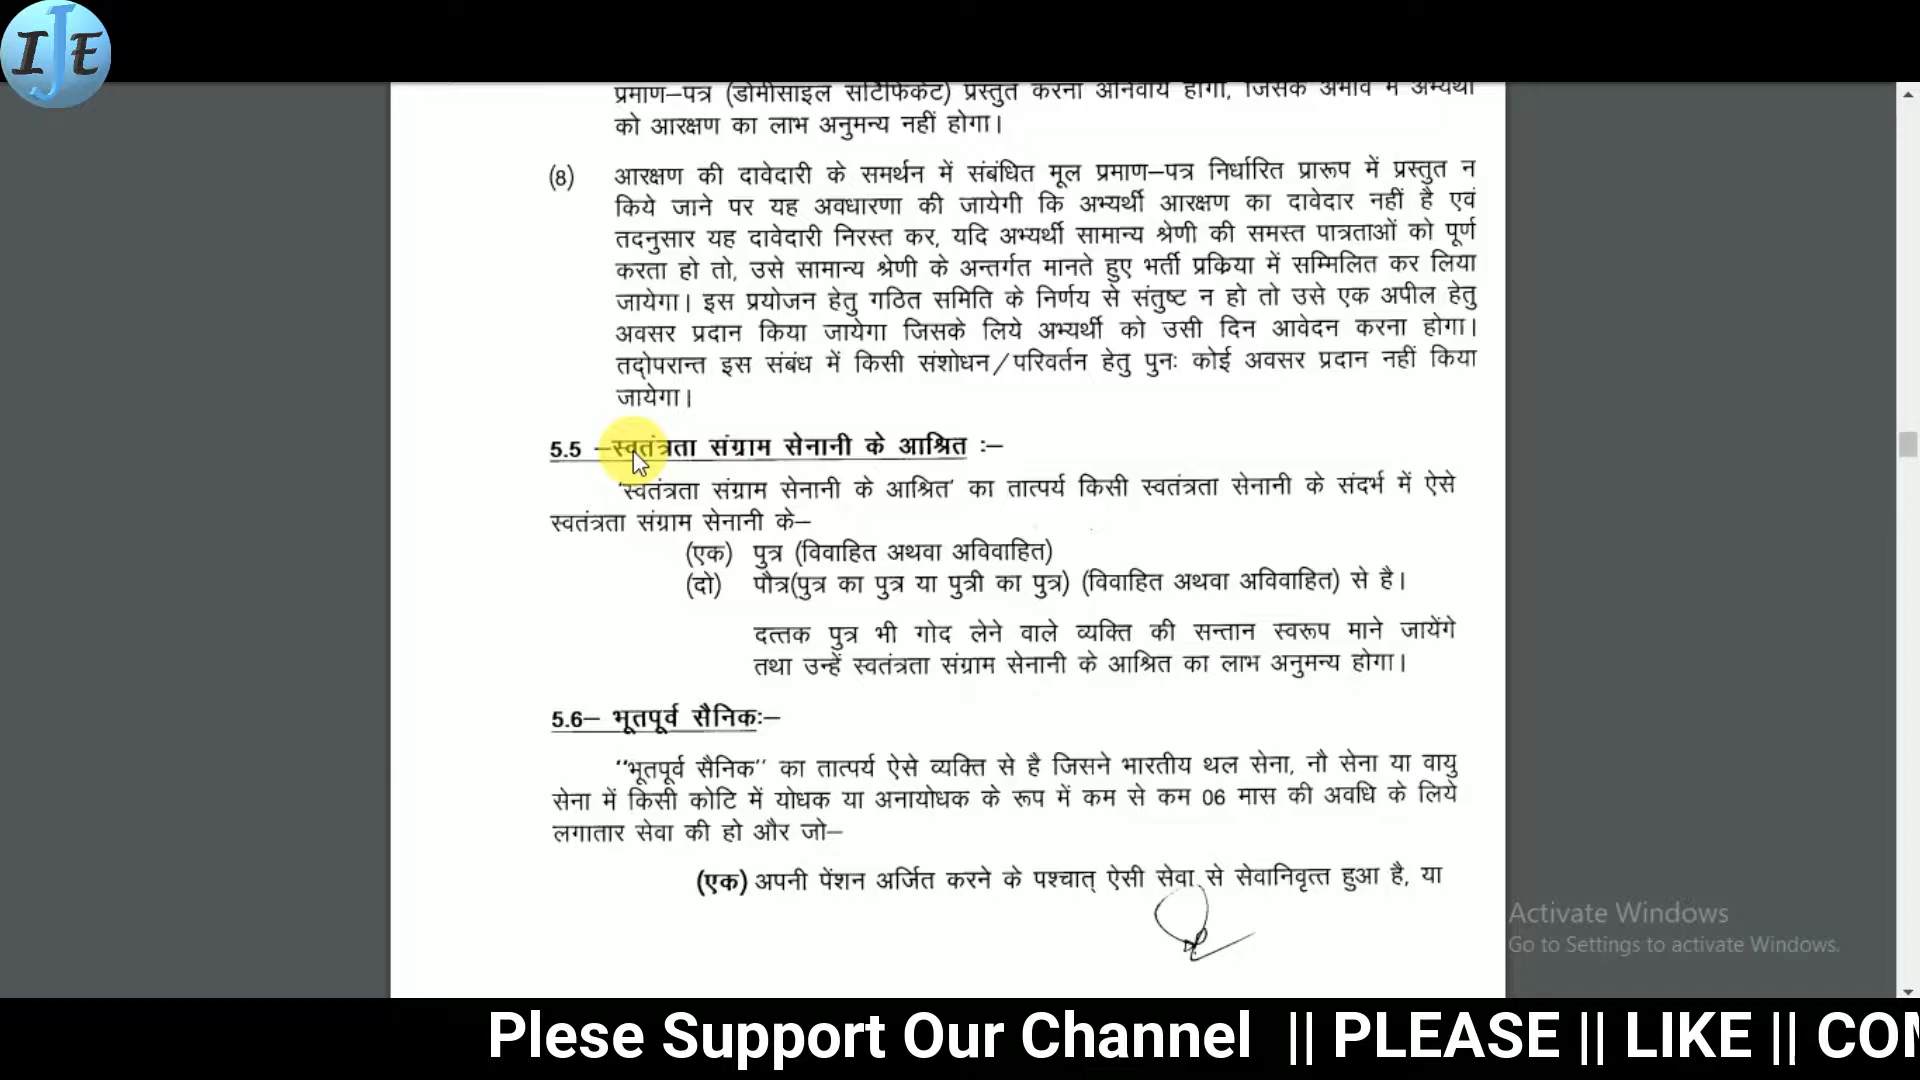 IJE
प्रमाण–पत्र (डोमीसाइल सर्टिफिकेट) प्रस्तुत करना अनिवार्य होगा, जिसके अभाव में अभ्यर्थी
को आरक्षण का लाभ अनुमन्य नहीं होगा।
(8) आरक्षण की दावेदारी के समर्थन में संबंधित मूल प्रमाण–पत्र निर्धारित प्रारूप में प्रस्तुत न
किये जाने पर यह अवधारणा की जायेगी कि अभ्यर्थी आरक्षण का दावेदार नहीं है एवं
तदनुसार यह दावेदारी निरस्त कर, यदि अभ्यर्थी सामान्य श्रेणी की समस्त पात्रताओं को पूर्ण
करता हो तो, उसे सामान्य श्रेणी के अन्तर्गत मानते हुए भर्ती प्रकिया में सम्मिलित कर लिया
जायेगा। इस प्रयोजन हेतु गठित समिति के निर्णय से संतुष्ट न हो तो उसे एक अपील हेतु
अवसर प्रदान किया जायेगा जिसके लिये अभ्यर्थी को उसी दिन आवेदन करना होगा।
तद्ोपरान्त इस संबंध में किसी संशोधन/परिवर्तन हेतु पुनः कोई अवसर प्रदान नहीं किया
जायेगा।
5.5 –स्वतंत्रता संग्राम सेनानी के आश्रित :–
'स्वतंत्रता संग्राम सेनानी के आश्रित' का तात्पर्य किसी स्वतंत्रता सेनानी के संदर्भ में ऐसे
स्वतंत्रता संग्राम सेनानी के–
(एक) पुत्र (विवाहित अथवा अविवाहित)
(दो) पौत्र(पुत्र का पुत्र या पुत्री का पुत्र) (विवाहित अथवा अविवाहित) से है।
दत्तक पुत्र भी गोद लेने वाले व्यक्ति की सन्तान स्वरूप माने जायेंगे
तथा उन्हें स्वतंत्रता संग्राम सेनानी के आश्रित का लाभ अनुमन्य होगा।
5.6– भूतपूर्व सैनिकः–
''भूतपूर्व सैनिक'' का तात्पर्य ऐसे व्यक्ति से है जिसने भारतीय थल सेना, नौ सेना या वायु
सेना में किसी कोटि में योधक या अनायोधक के रूप में कम से कम 06 मास की अवधि के लिये
लगातार सेवा की हो और जो–
(एक) अपनी पेंशन अर्जित करने के पश्चात् ऐसी सेवा से सेवानिवृत्त हुआ है, या
Activate Windows
Go to Settings to activate Windows.
Plese Support Our Channel || PLEASE || LIKE || COM